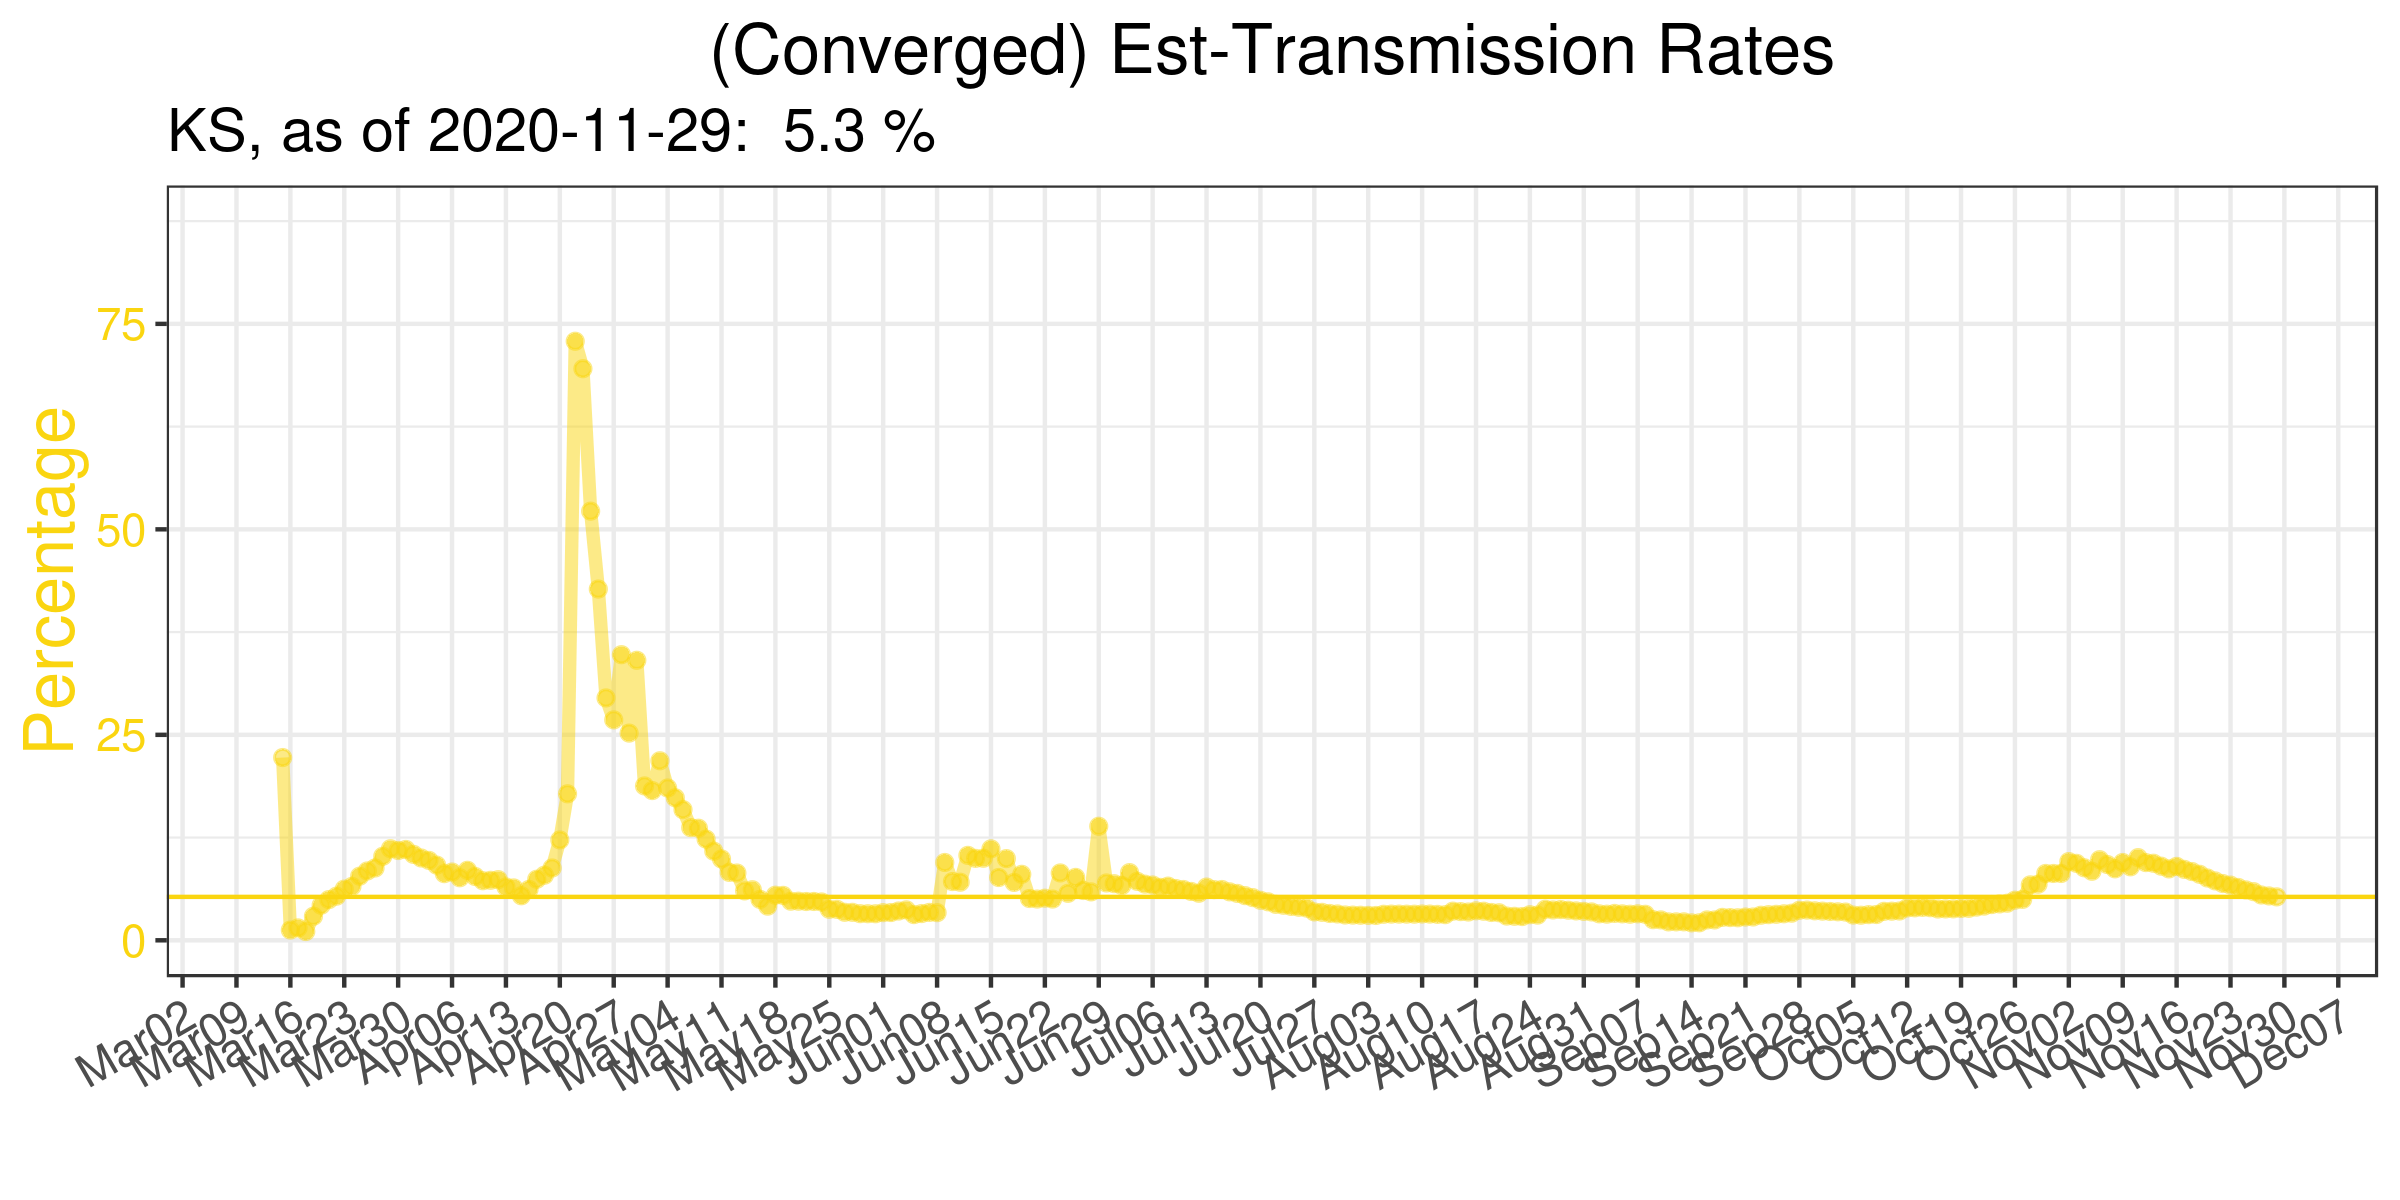 (Converged) Est-Transmission Rates
KS, as of 2020-11-29:  5.3 %
Percentage
75
50
25
0
Mar02
Mar09
Mar16
Mar23
Mar30
Apr06
Apr13
Apr20
Apr27
May04
May11
May18
May25
Jun01
Jun08
Jun15
Jun22
Jun29
Jul06
Jul13
Jul20
Jul27
Aug03
Aug10
Aug17
Aug24
Aug31
Sep07
Sep14
Sep21
Sep28
Oct05
Oct12
Oct19
Oct26
Nov02
Nov09
Nov16
Nov23
Nov30
Dec07